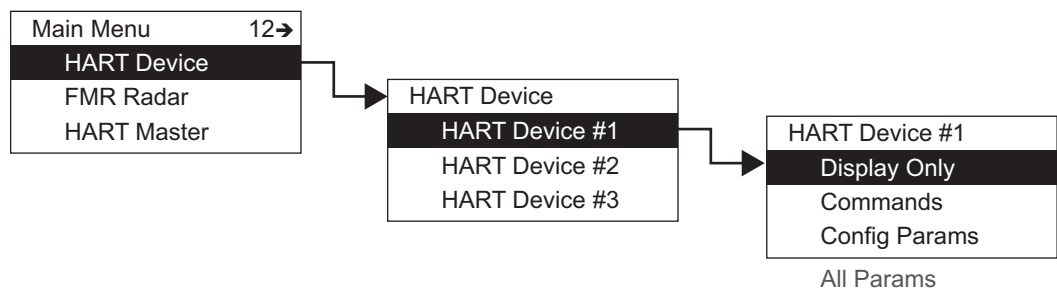 Main Menu 12➔
HART Device
FMR Radar
HART Master
HART Device
HART Device #1
HART Device #2
HART Device #3
HART Device #1
Display Only
Commands
Config Params
All Params